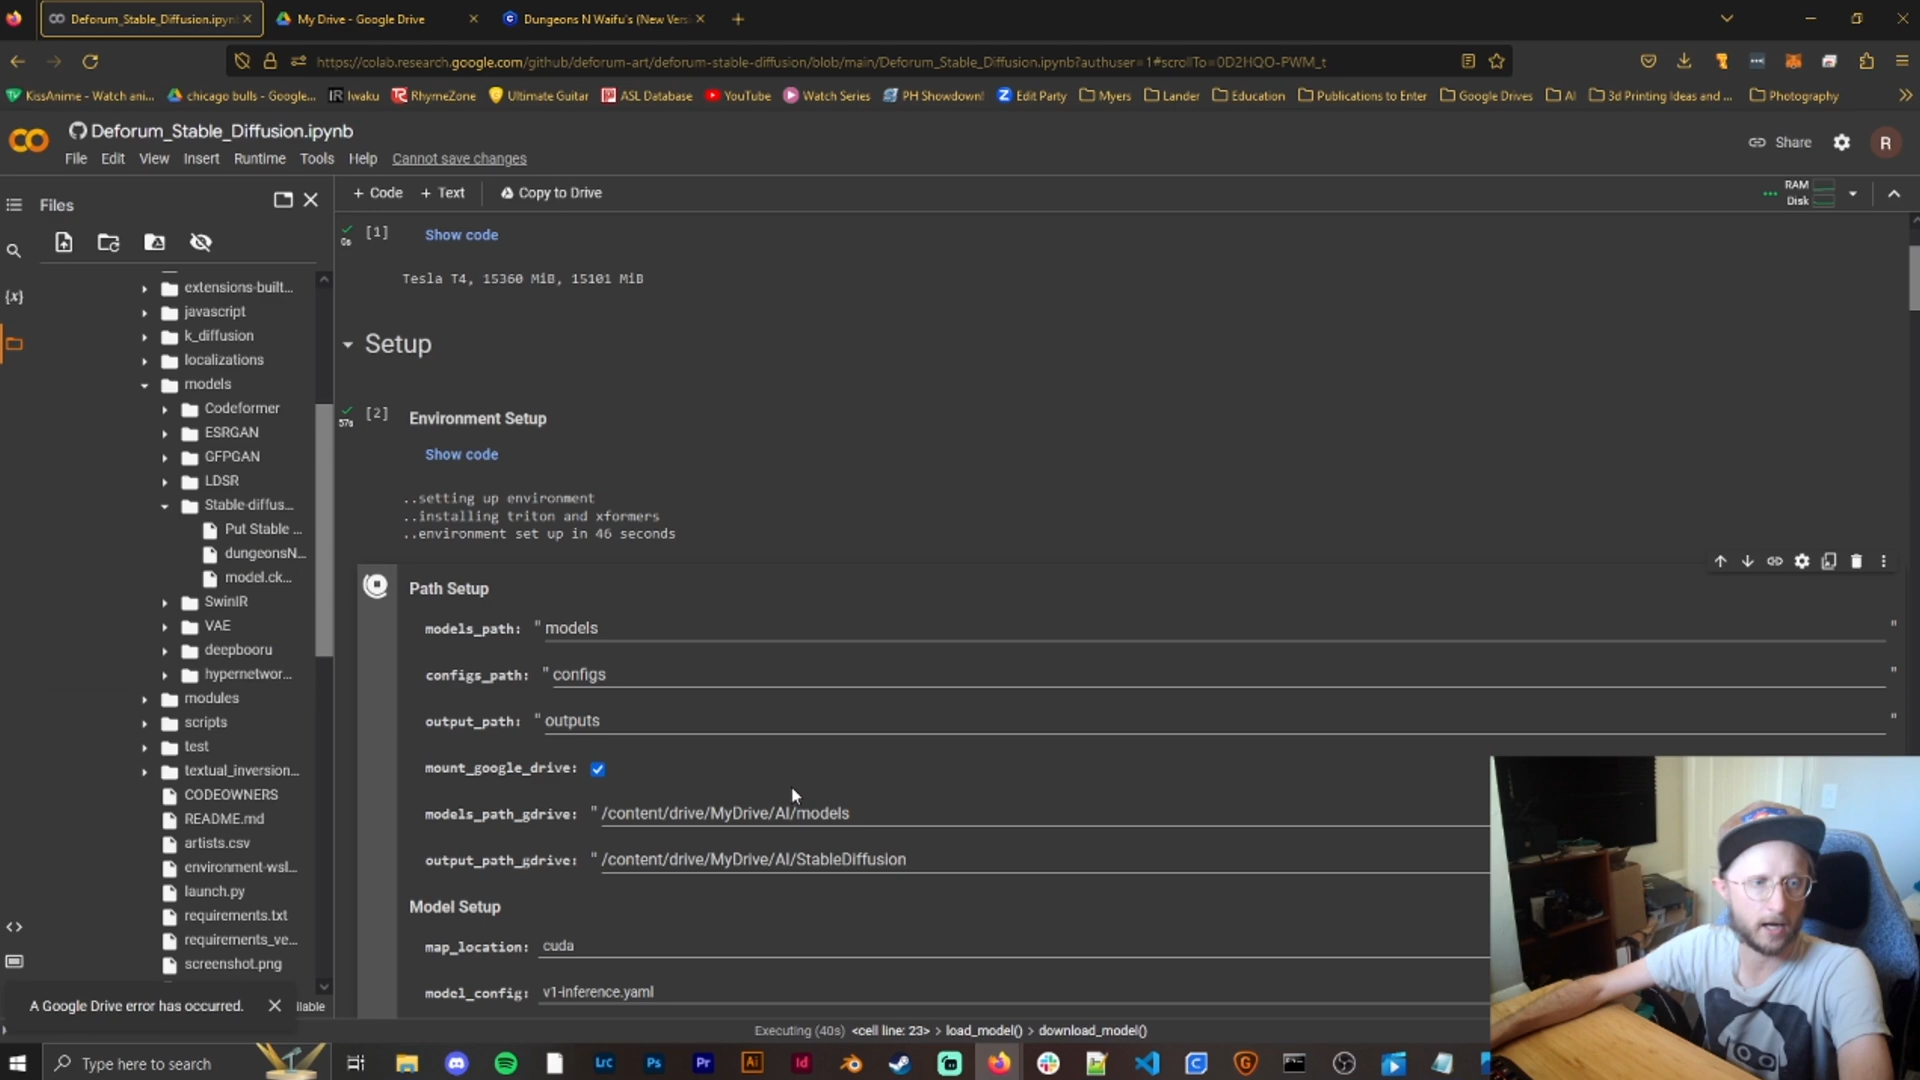 Deforum_Stable_Diffusion.ipyn
My Drive - Google Drive
Dungeons N Waifu's (New Vers
https://colab.research.google.com/github/deforum-art/deforum-stable-diffusion/blob/main/Deforum_Stable_Diffusion.ipynb?authuser=1#scrollTo=0D2HQO-PWM_t
KissAnime - Watch ani...
chicago bulls - Google...
Iwaku
RhymeZone
Ultimate Guitar
ASL Database
YouTube
Watch Series
PH Showdown!
Edit Party
Myers
Lander
Education
Publications to Enter
Google Drives
AI
3d Printing Ideas and ...
Photography
Deforum_Stable_Diffusion.ipynb
File Edit View Insert Runtime Tools Help Cannot save changes
Share
R
Files
+ Code + Text Copy to Drive
RAM
Disk
extensions-built...
javascript
k_diffusion
localizations
models
Codeformer
ESRGAN
GFPGAN
LDSR
Stable-diffus...
Put Stable ...
dungeonsN...
model.ck...
SwinIR
VAE
deepbooru
hypernetwor...
modules
scripts
test
textual_inversion...
CODEOWNERS
README.md
artists.csv
environment-wsl...
launch.py
requirements.txt
requirements_ve...
screenshot.png
A Google Drive error has occurred.
ilable
[1] Show code
0s
Tesla T4, 15360 MiB, 15101 MiB
Setup
[2] Environment Setup
57s
Show code
..setting up environment
..installing triton and xformers
..environment set up in 46 seconds
Path Setup
models_path: " models "
configs_path: " configs "
output_path: " outputs "
mount_google_drive:
models_path_gdrive: " /content/drive/MyDrive/AI/models
output_path_gdrive: " /content/drive/MyDrive/AI/StableDiffusion
Model Setup
map_location: cuda
model_config: v1-inference.yaml
Executing (40s) <cell line: 23> > load_model() > download_model()
Type here to search
Lrc
Ps
Pr
Ai
Id